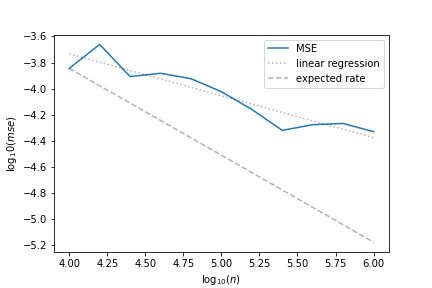 −3.6
−3.8
−4.0
−4.2
−4.4
−4.6
−4.8
−5.0
−5.2
log₁0(mse)
MSE
linear regression
expected rate
4.00 4.25 4.50 4.75 5.00 5.25 5.50 5.75 6.00
log₁₀(n)